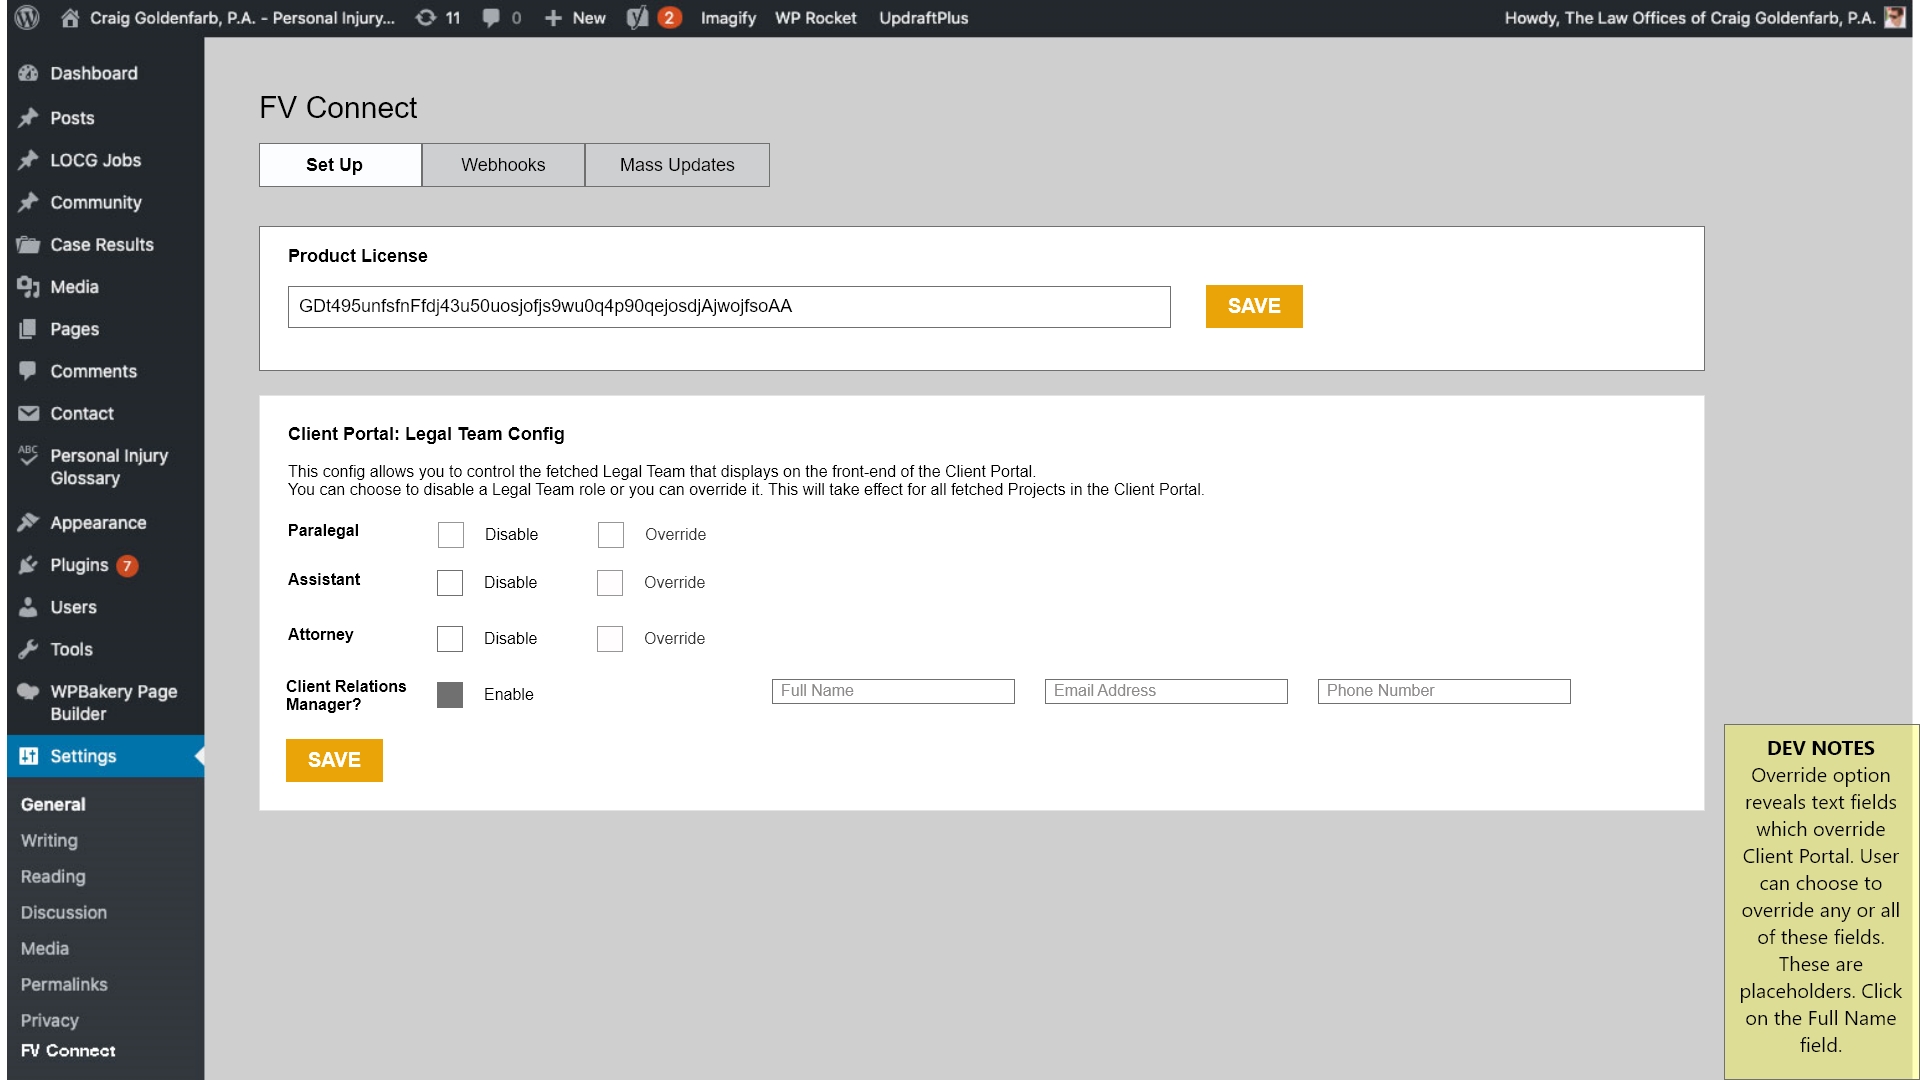 Craig Goldenfarb, P.A. - Personal Injury... 11 0 New 2 Imagify WP Rocket UpdraftPlus Howdy, The Law Offices of Craig Goldenfarb, P.A.
Dashboard
Posts
LOCG Jobs
Community
Case Results
Media
Pages
Comments
Contact
ABC
Personal Injury
Glossary
Appearance
Plugins 7
Users
Tools
WPBakery Page
Builder
Settings
General
Writing
Reading
Discussion
Media
Permalinks
Privacy
FV Connect
FV Connect
Set Up Webhooks Mass Updates
Product License
GDt495unfsfnFfdj43u50uosjofjs9wu0q4p90qejosdjAjwojfsoAA SAVE
Client Portal: Legal Team Config
This config allows you to control the fetched Legal Team that displays on the front-end of the Client Portal.
You can choose to disable a Legal Team role or you can override it. This will take effect for all fetched Projects in the Client Portal.
Paralegal Disable Override
Assistant Disable Override
Attorney Disable Override
Client Relations
Manager? Enable Full Name Email Address Phone Number
SAVE
DEV NOTES
Override option
reveals text fields
which override
Client Portal. User
can choose to
override any or all
of these fields.
These are
placeholders. Click
on the Full Name
field.